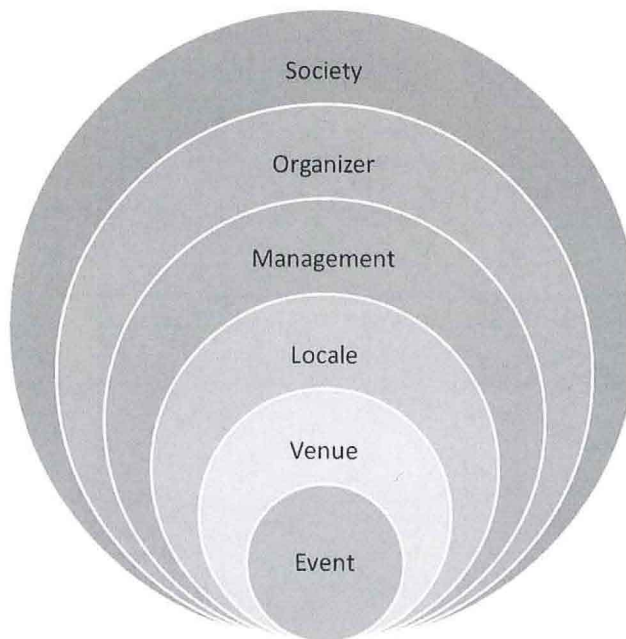 Society
Organizer
Management
Locale
Venue
Event